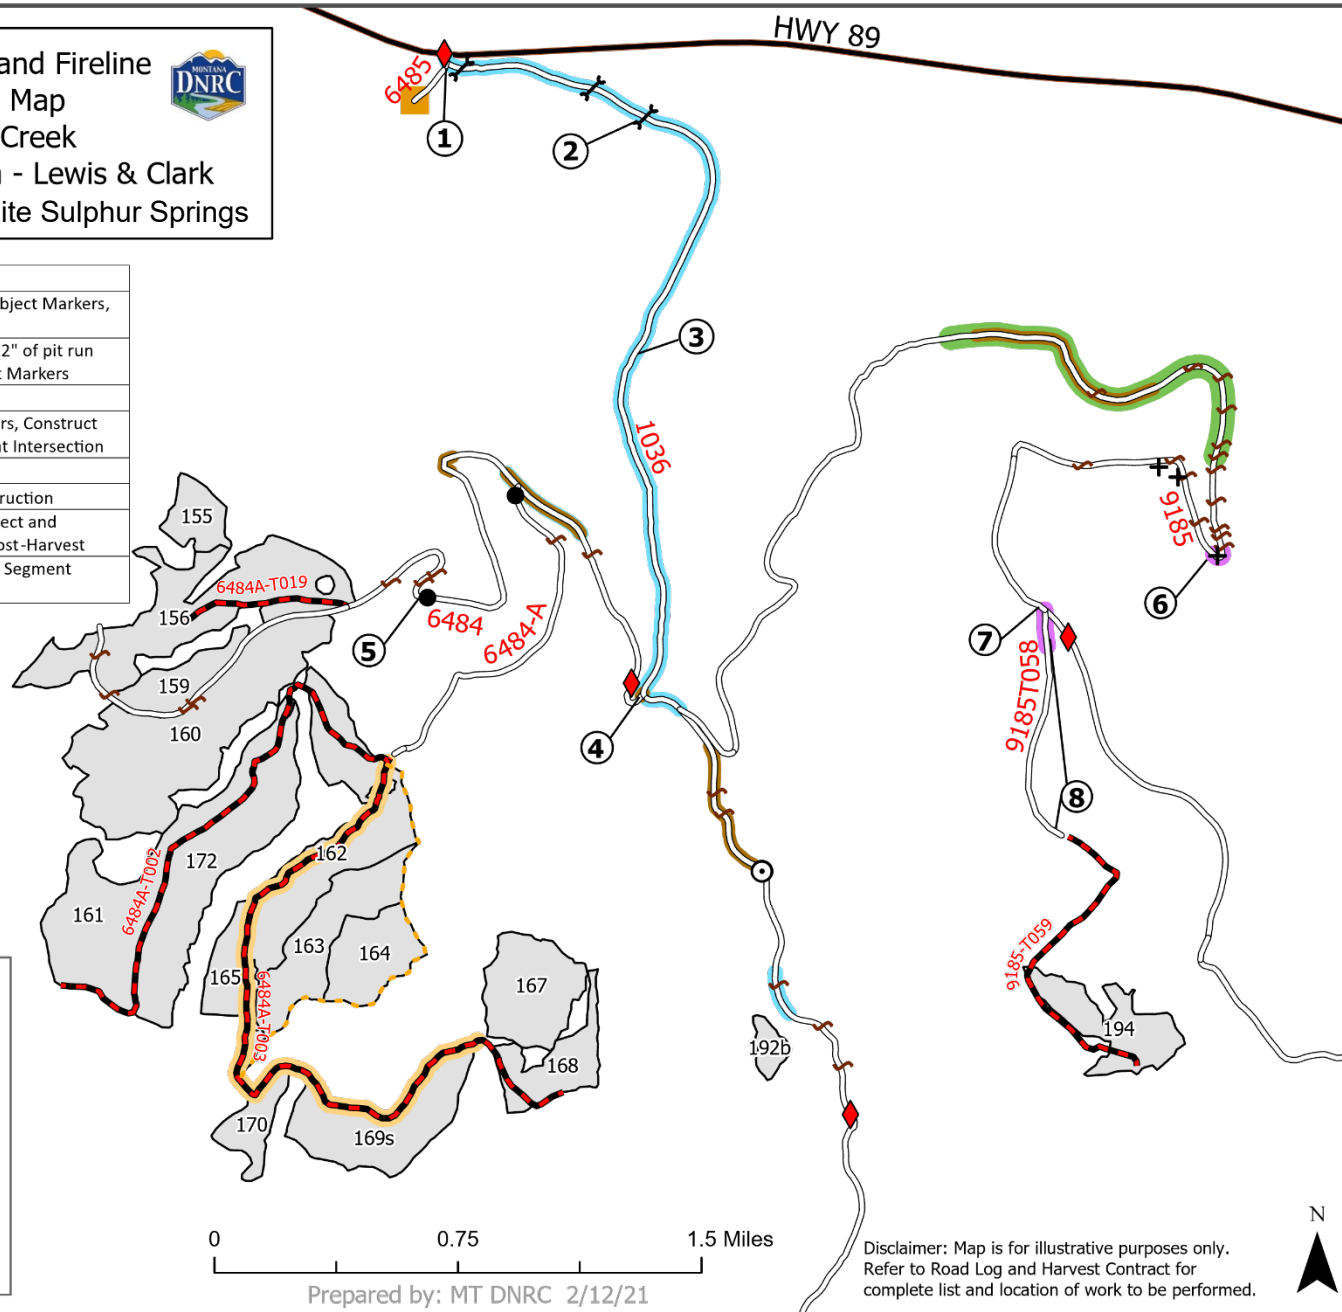 and Fireline
Map
Creek
- Lewis & Clark
ite Sulphur Springs
MONTANA
DNRC
HWY 89
6485
1
2
3
bject Markers,
2" of pit run
t Markers
rs, Construct
nt Intersection
ruction
ect and
ost-Harvest
Segment
1036
9185
6
155
6484A-T019
156
5
6484
6484-A
7
9185T058
159
160
4
8
162
172
6484A-T002
161
163
164
165
6484A-T003
167
168
9185-T059
194
192b
170
169s
0
0.75
1.5 Miles
Prepared by: MT DNRC 2/12/21
Disclaimer: Map is for illustrative purposes only.
Refer to Road Log and Harvest Contract for
complete list and location of work to be performed.
N